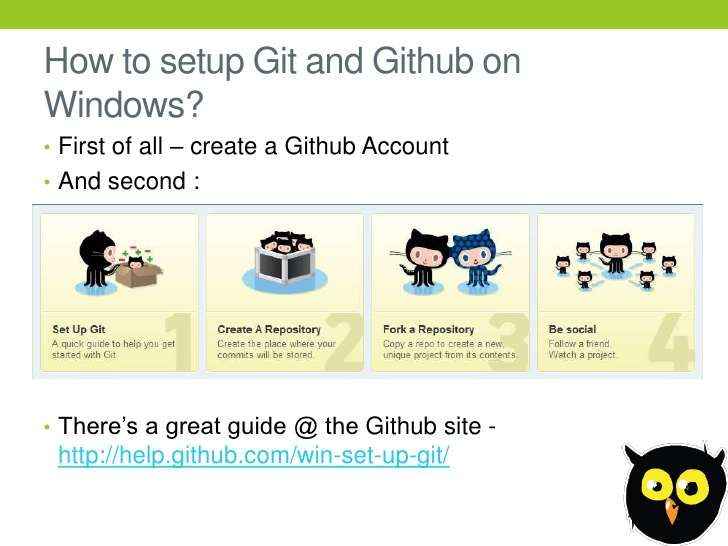 How to setup Git and Github on
Windows?
• First of all – create a Github Account
• And second :
Set Up Git
A quick guide to help you get
started with Git.
1
Create A Repository
Create the place where your
commits will be stored.
2
Fork a Repository
Copy a repo to create a new,
unique project from its contents.
3
Be social
Follow a friend.
Watch a project.
4
• There’s a great guide @ the Github site -
http://help.github.com/win-set-up-git/